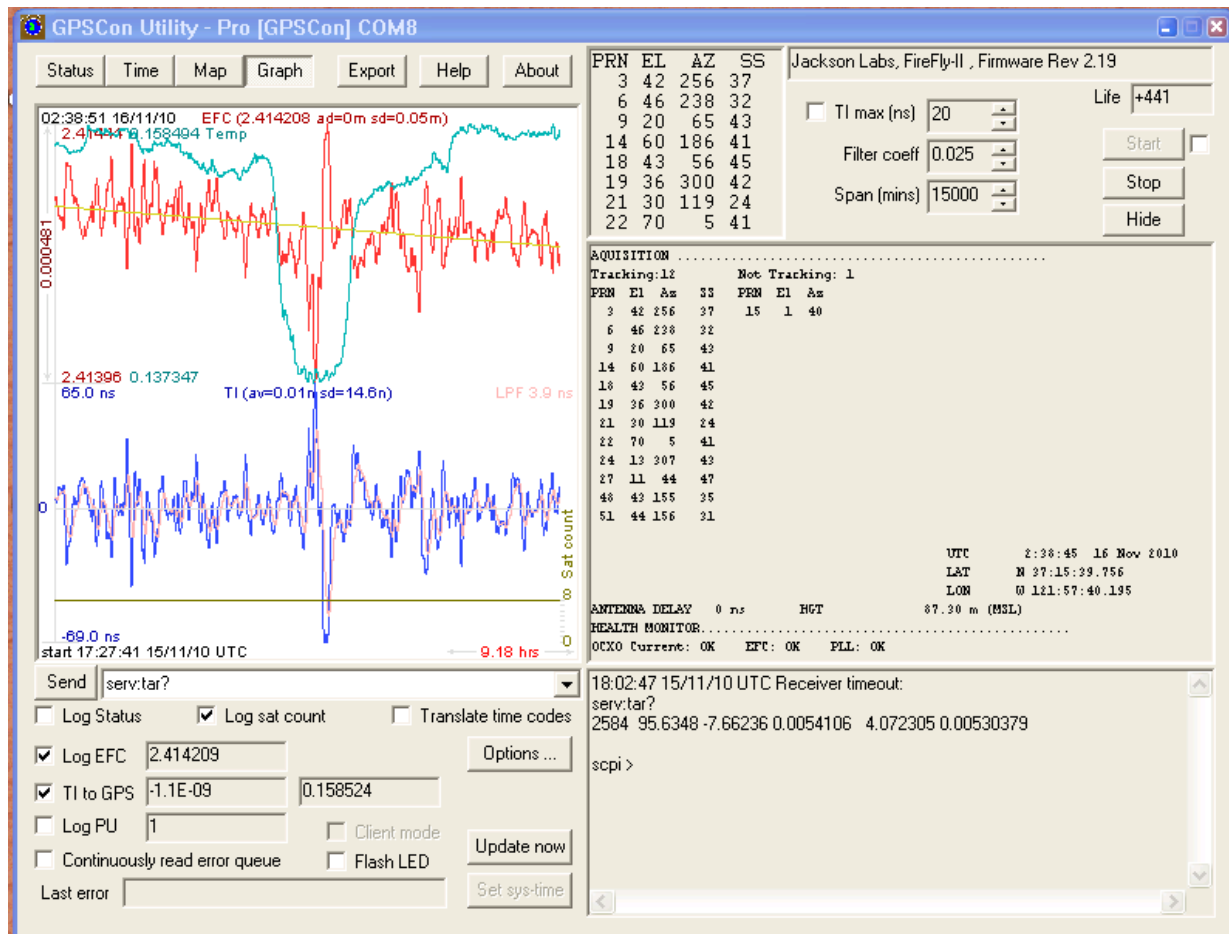 GPSCon Utility - Pro [GPSCon] COM8
Status Time Map Graph Export Help About
02:38:51 16/11/10 EFC (2.414208 ad=0m sd=0.05m)
2.41444 0.158494 Temp
0.000481
2.41396 0.137347
65.0 ns TI (av=0.01n sd=14.6n) LPF 3.9 ns
0
Sat count
8
0
-69.0 ns
start 17:27:41 15/11/10 UTC 9.18 hrs
PRN EL AZ SS
3 42 256 37
6 46 238 32
9 20 65 43
14 60 186 41
18 43 56 45
19 36 300 42
21 30 119 24
22 70 5 41
Jackson Labs, FireFly-II , Firmware Rev 2.19
TI max (ns) 20
Filter coeff 0.025
Span (mins) 15000
Life +441
Start
Stop
Hide
AQUISITION ................................................
Tracking:12 Not Tracking: 1
PRN El Az SS PRN El Az
3 42 256 37 15 1 40
6 46 238 32
9 20 65 43
14 60 186 41
18 43 56 45
19 36 300 42
21 30 119 24
22 70 5 41
24 13 307 43
27 11 44 47
48 43 155 35
51 44 156 31
UTC 2:38:45 16 Nov 2010
LAT N 37:15:39.756
LON W 121:57:40.195
ANTENNA DELAY 0 ns HGT 87.30 m (MSL)
HEALTH MONITOR................................................
OCXO Current: OK EFC: OK PLL: OK
Send serv:tar?
Log Status Log sat count Translate time codes
Log EFC 2.414209 Options ...
TI to GPS -1.1E-09 0.158524
Log PU 1 Client mode
Update now
Continuously read error queue Flash LED
Last error Set sys-time
18:02:47 15/11/10 UTC Receiver timeout:
serv:tar?
2584 95.6348 -7.66236 0.0054106 4.072305 0.00530379
scpi >